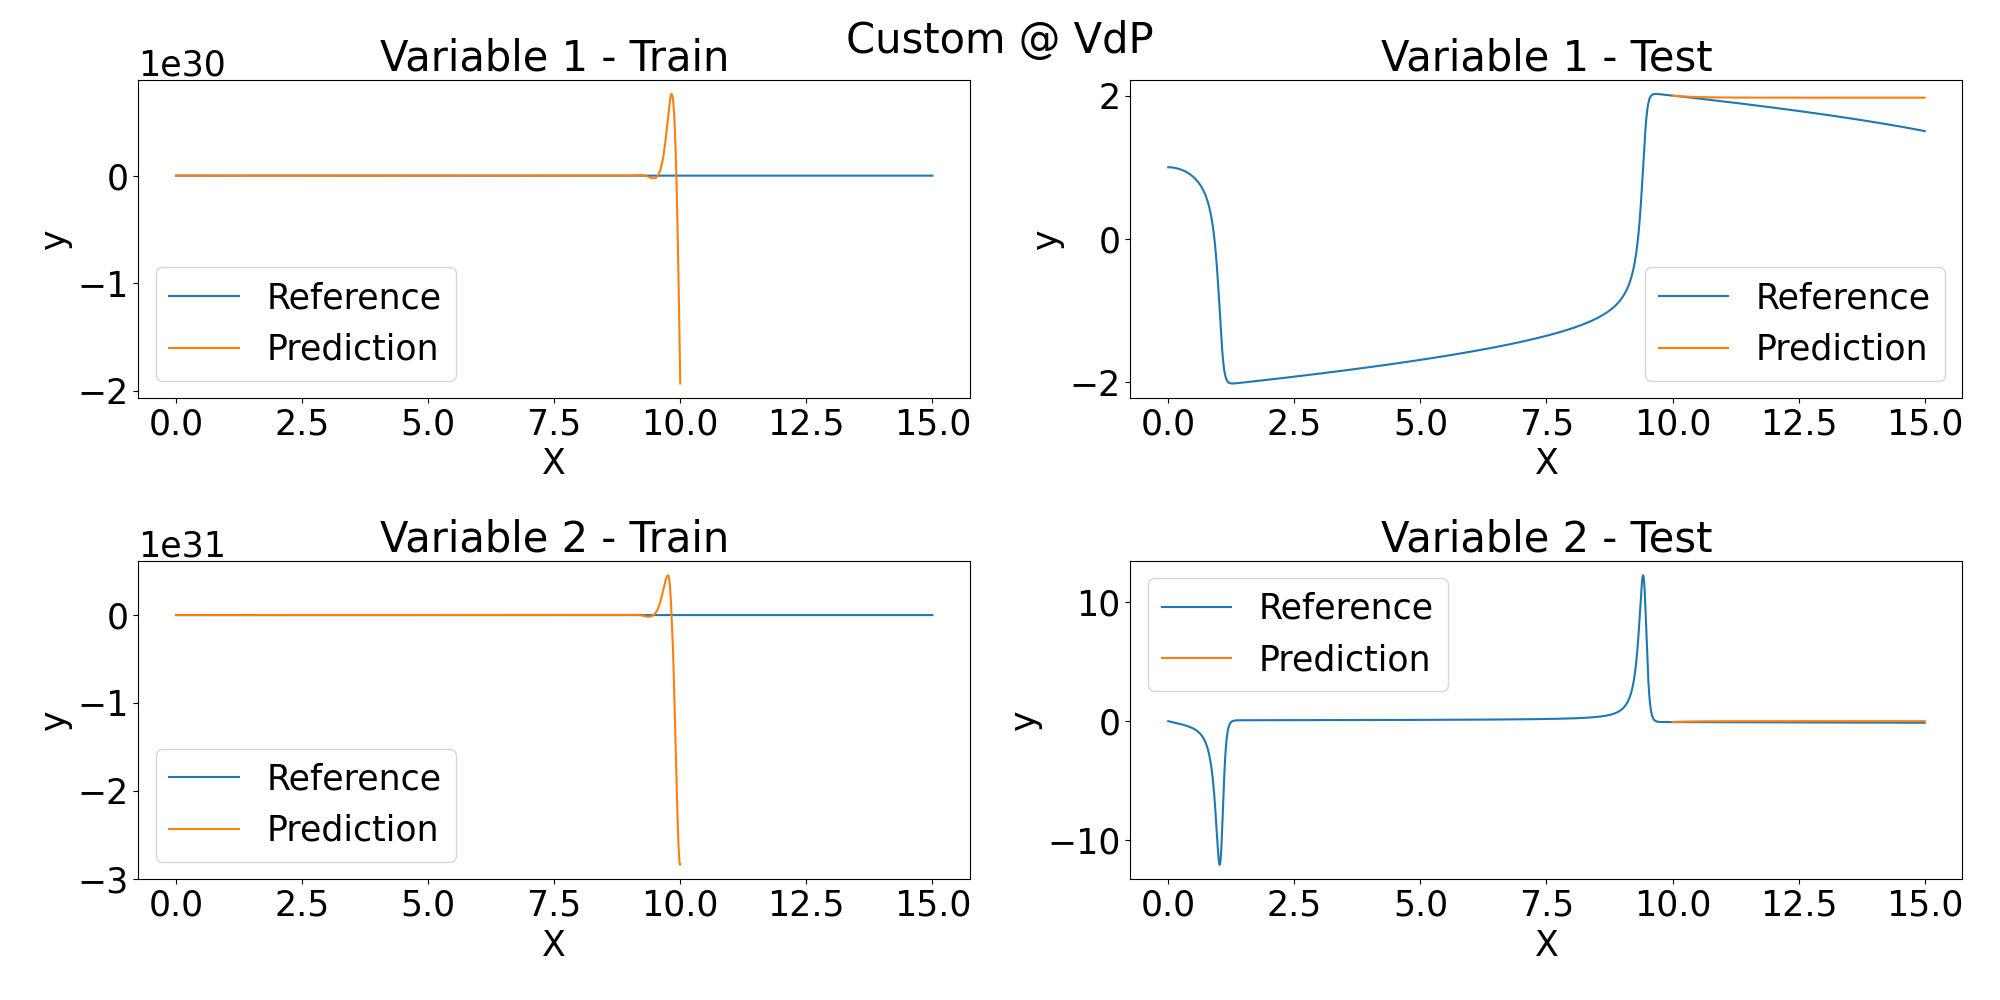 Custom @ VdP
Variable 1 - Train
1e30
0
−1
−2
y
Reference
Prediction
0.0 2.5 5.0 7.5 10.0 12.5 15.0
X
Variable 1 - Test
2
0
−2
y
Reference
Prediction
0.0 2.5 5.0 7.5 10.0 12.5 15.0
X
Variable 2 - Train
1e31
0
−1
−2
−3
y
Reference
Prediction
0.0 2.5 5.0 7.5 10.0 12.5 15.0
X
Variable 2 - Test
10
0
−10
y
Reference
Prediction
0.0 2.5 5.0 7.5 10.0 12.5 15.0
X